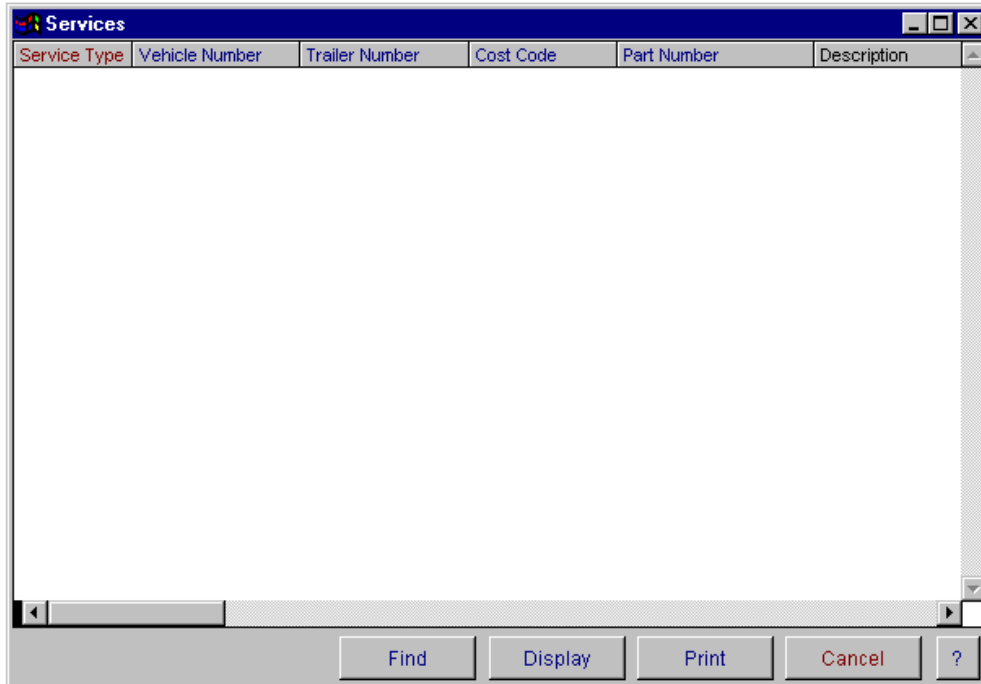 Services
Service Type Vehicle Number Trailer Number Cost Code Part Number Description
Find Display Print Cancel ?